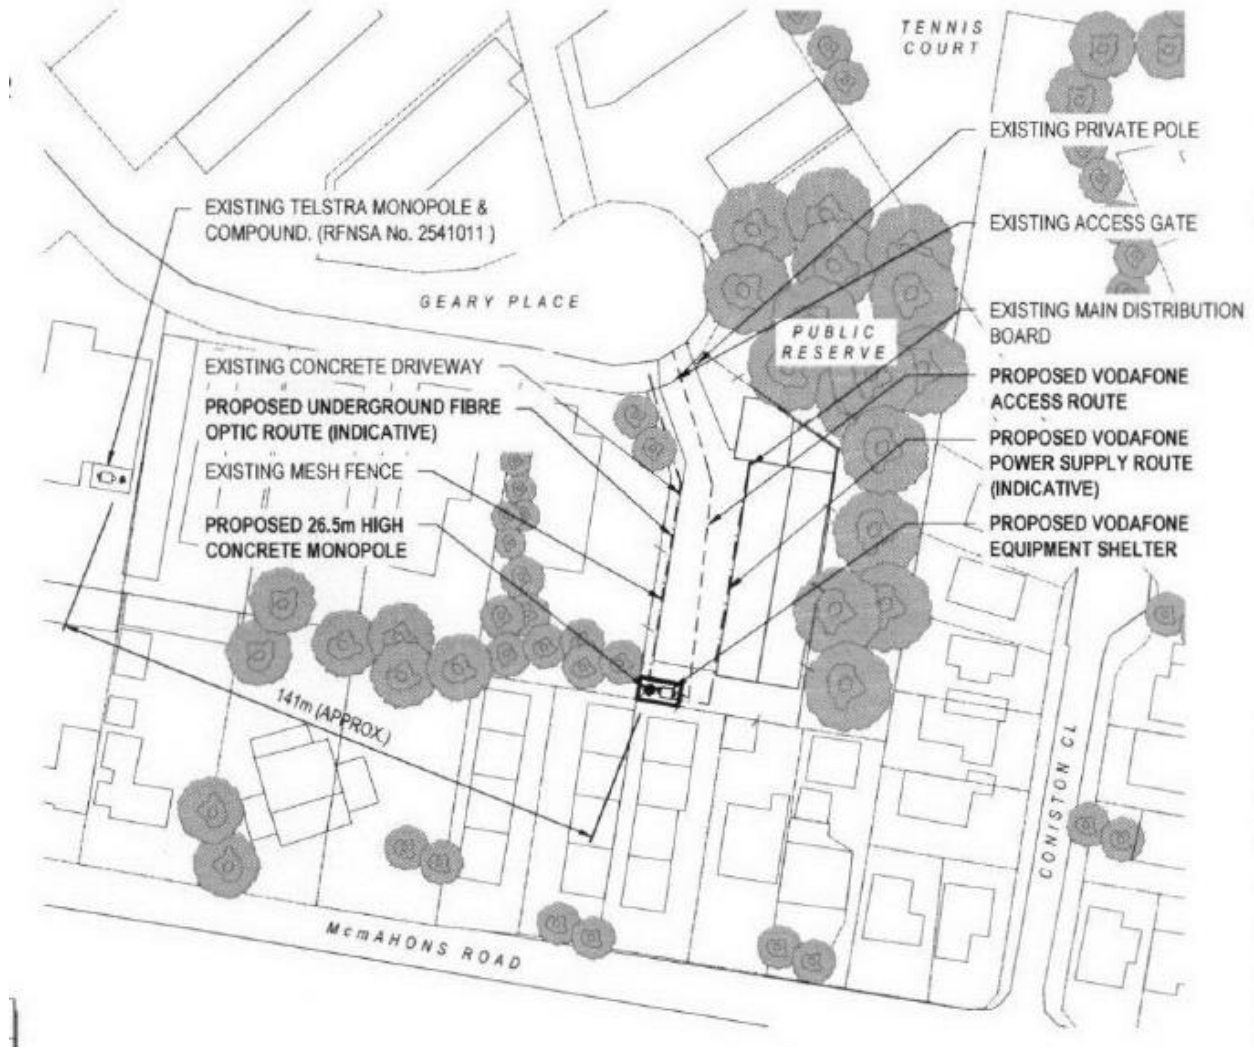 TENNIS
COURT
EXISTING PRIVATE POLE
EXISTING TELSTRA MONOPOLE &
COMPOUND. (RFNSA No. 2541011 )
EXISTING ACCESS GATE
GEARY PLACE
EXISTING MAIN DISTRIBUTION
BOARD
PUBLIC
RESERVE
EXISTING CONCRETE DRIVEWAY
PROPOSED UNDERGROUND FIBRE
OPTIC ROUTE (INDICATIVE)
EXISTING MESH FENCE
PROPOSED 26.5m HIGH
CONCRETE MONOPOLE
PROPOSED VODAFONE
ACCESS ROUTE
PROPOSED VODAFONE
POWER SUPPLY ROUTE
(INDICATIVE)
PROPOSED VODAFONE
EQUIPMENT SHELTER
141m (APPROX.)
CONISTON CL
McMAHONS ROAD